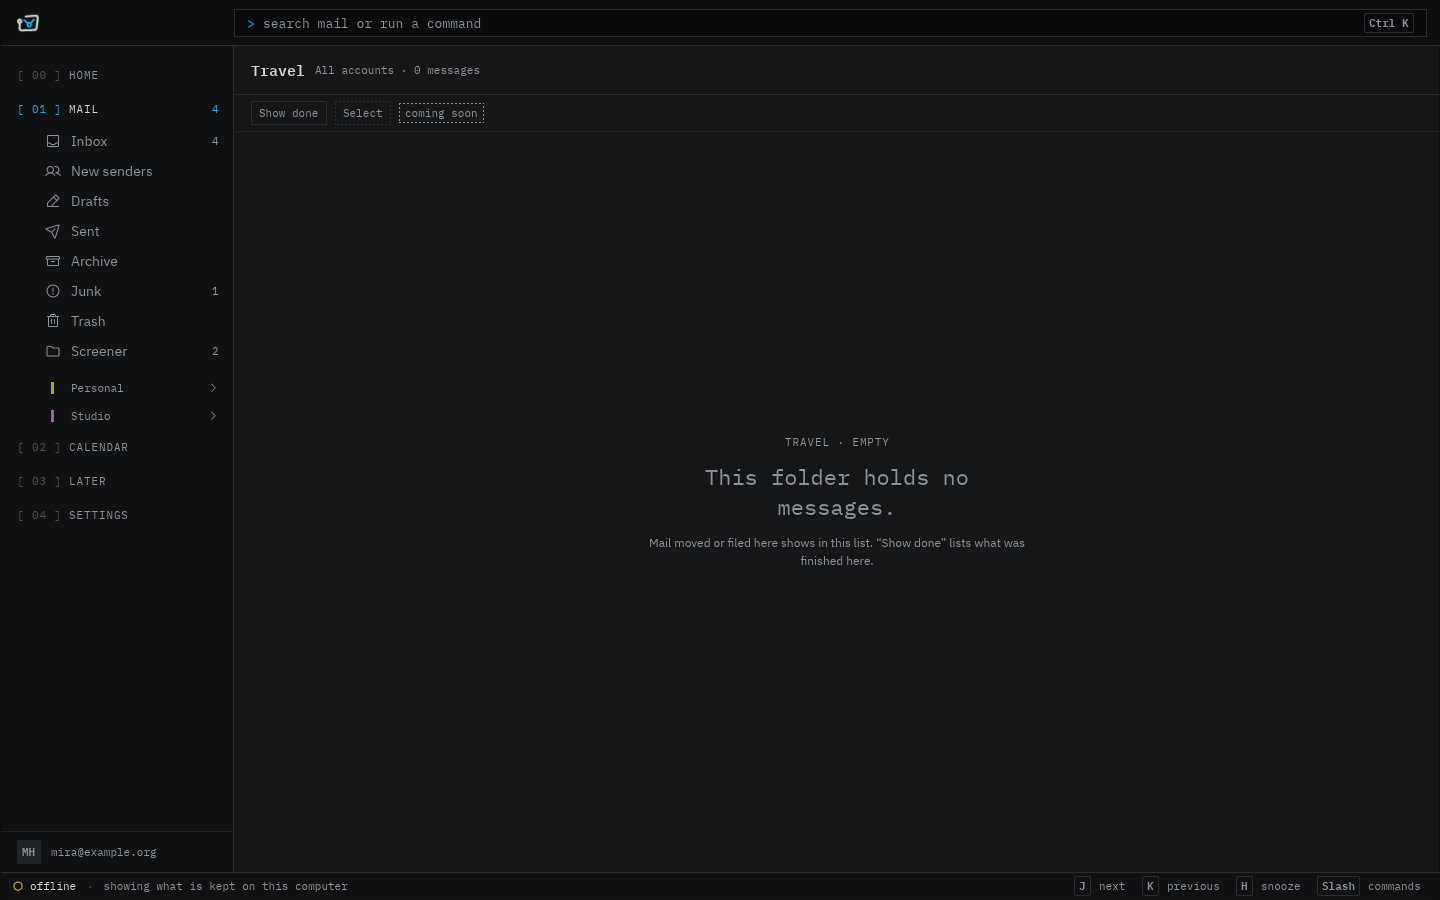 > search mail or run a command Ctrl K
[ 00 ] HOME
[ 01 ] MAIL 4
Inbox 4
New senders
Drafts
Sent
Archive
Junk 1
Trash
Screener 2
Personal
Studio
[ 02 ] CALENDAR
[ 03 ] LATER
[ 04 ] SETTINGS
MH mira@example.org
Travel All accounts · 0 messages
Show done Select coming soon
TRAVEL · EMPTY
This folder holds no
messages.
Mail moved or filed here shows in this list. “Show done” lists what was
finished here.
offline · showing what is kept on this computer
J next K previous H snooze Slash commands